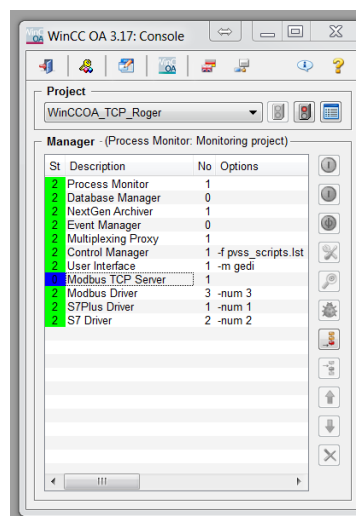 WinCC OA 3.17: Console
Project
WinCCOA_TCP_Roger
Manager - (Process Monitor: Monitoring project)
St Description No Options
2 Process Monitor 1
2 Database Manager 0
2 NextGen Archiver 1
2 Event Manager 0
2 Multiplexing Proxy 1
2 Control Manager 1 -f pvss_scripts.lst
2 User Interface 1 -m gedi
0 Modbus TCP Server 1
2 Modbus Driver 3 -num 3
2 S7Plus Driver 1 -num 1
2 S7 Driver 2 -num 2